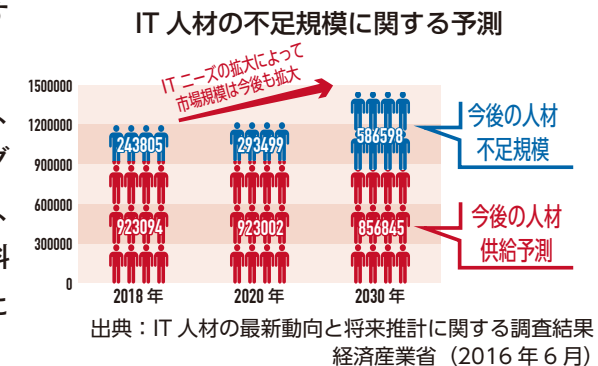 す
、
グ
、
料
に
IT 人材の不足規模に関する予測
IT ニーズの拡大によって
市場規模は今後も拡大
1500000
1200000
900000
600000
300000
0
243805
293499
586598
923094
923002
856845
今後の人材
不足規模
今後の人材
供給予測
2018 年
2020 年
2030 年
出典：IT 人材の最新動向と将来推計に関する調査結果
経済産業省（2016 年 6 月）